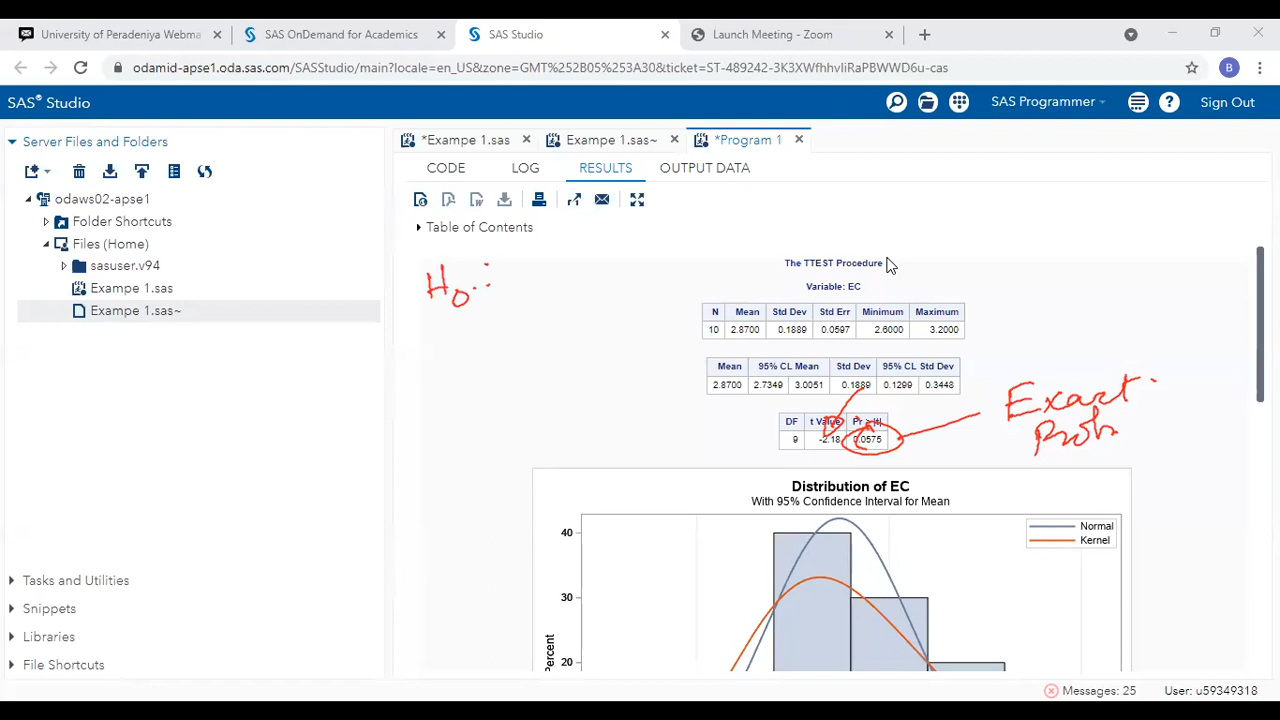 University of Peradeniya Webma
SAS OnDemand for Academics
SAS Studio
Launch Meeting - Zoom
odamid-apse1.oda.sas.com/SASStudio/main?locale=en_US&zone=GMT%252B05%253A30&ticket=ST-489242-3K3XWfhhvIiRaPBWWD6u-cas
B
SAS® Studio
SAS Programmer
Sign Out
Server Files and Folders
*Exampe 1.sas
Exampe 1.sas~
*Program 1
CODE
LOG
RESULTS
OUTPUT DATA
odaws02-apse1
Folder Shortcuts
Table of Contents
Files (Home)
sasuser.v94
Exampe 1.sas
Exampe 1.sas~
H0:
The TTEST Procedure
Variable: EC
N Mean Std Dev Std Err Minimum Maximum
10 2.8700 0.1889 0.0597 2.6000 3.2000
Mean 95% CL Mean Std Dev 95% CL Std Dev
2.8700 2.7349 3.0051 0.1889 0.1299 0.3448
DF t Value Pr > |t|
9 -2.18 0.0575
Exact
Prob
Distribution of EC
With 95% Confidence Interval for Mean
Normal
Kernel
40
30
20
Percent
Tasks and Utilities
Snippets
Libraries
File Shortcuts
Messages: 25
User: u59349318